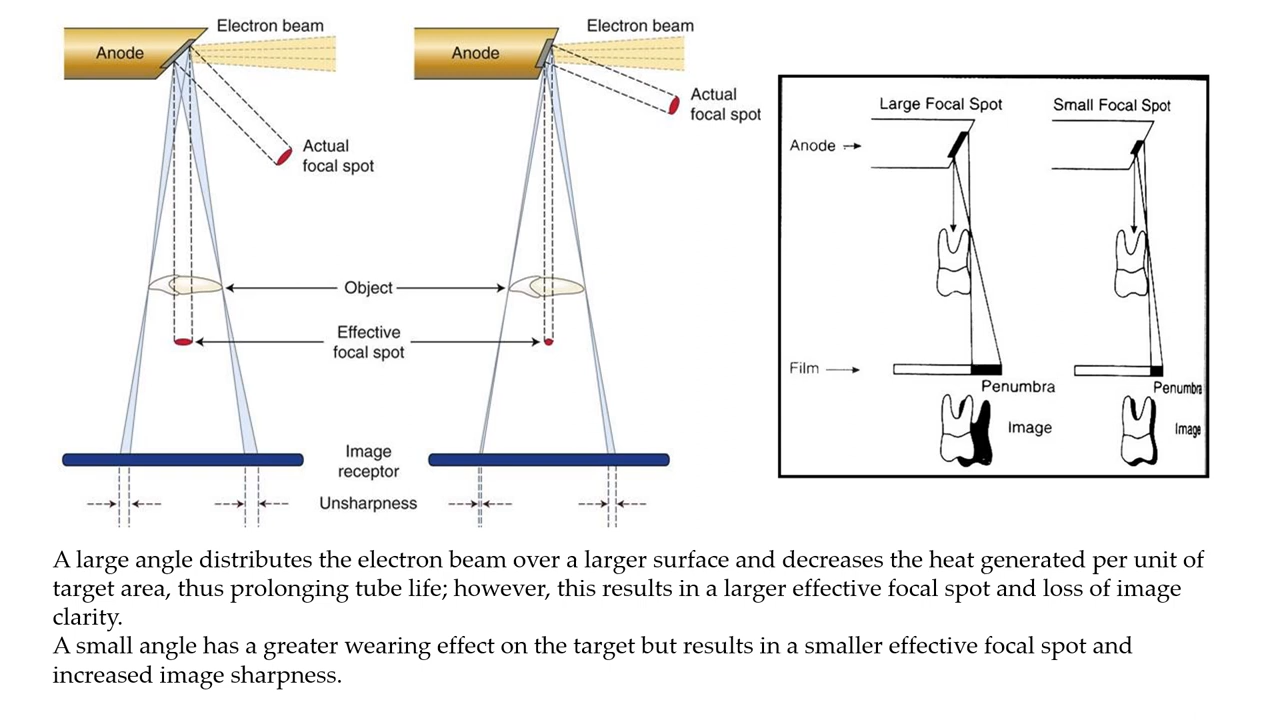 Electron beam
Anode
Actual
focal spot
Electron beam
Anode
Actual
focal spot
Object
Effective
focal spot
Image
receptor
Unsharpness
Large Focal Spot
Small Focal Spot
Anode
Film
Penumbra
Penumbra
Image
Image
A large angle distributes the electron beam over a larger surface and decreases the heat generated per unit of
target area, thus prolonging tube life; however, this results in a larger effective focal spot and loss of image
clarity.
A small angle has a greater wearing effect on the target but results in a smaller effective focal spot and
increased image sharpness.